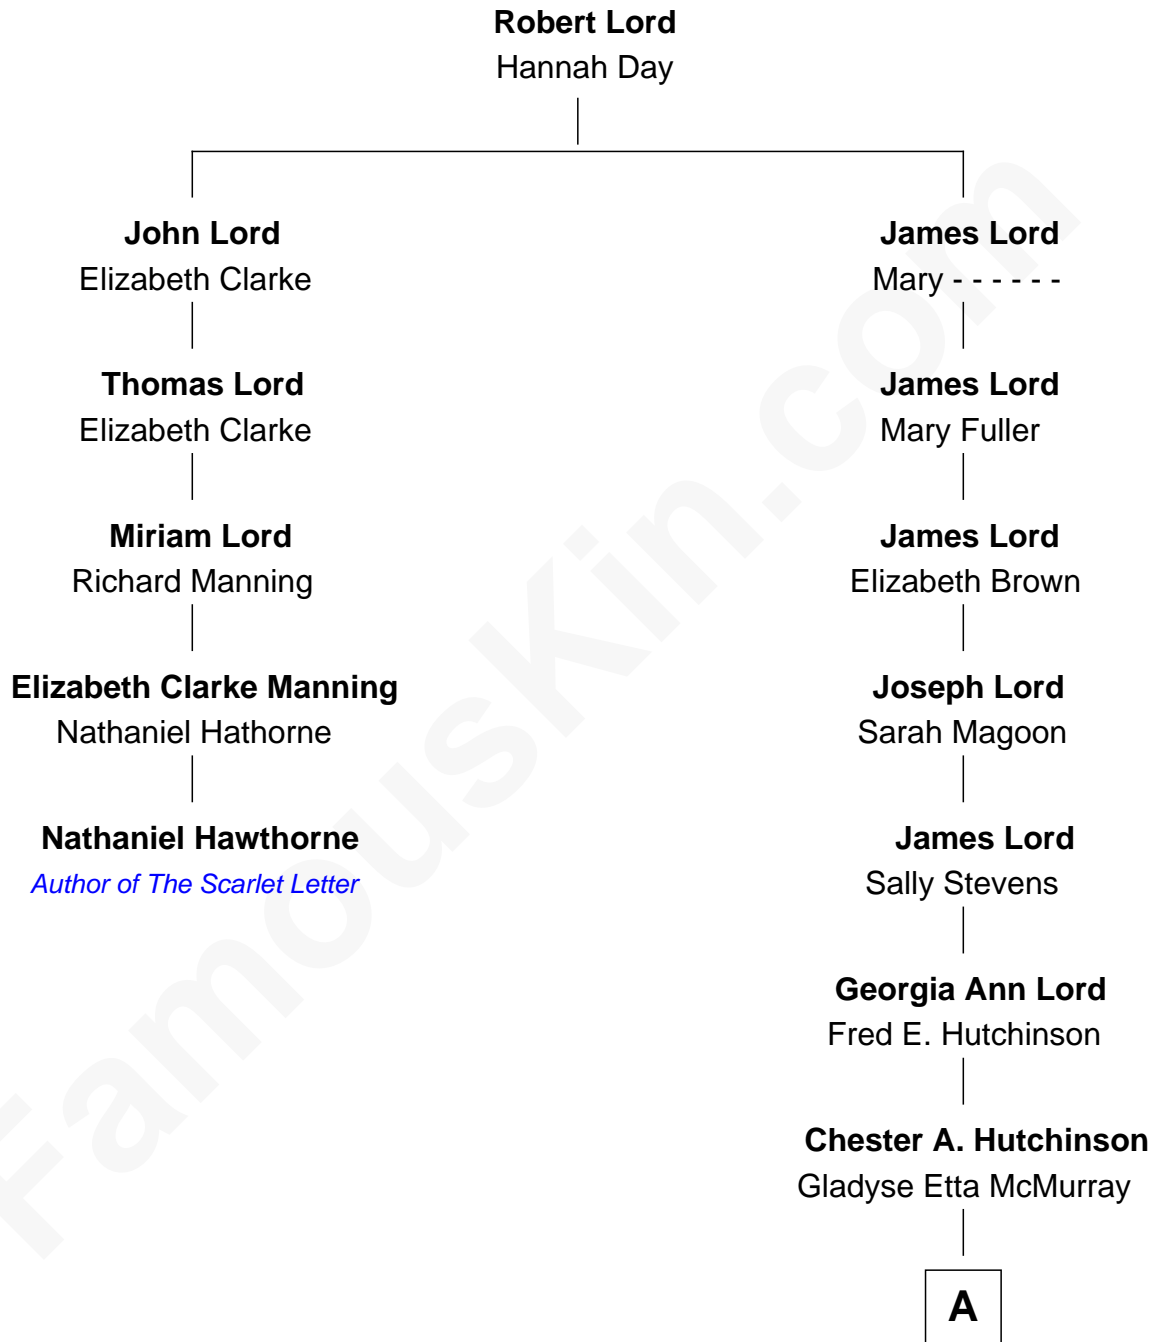 Robert Lord
Hannah Day
John Lord
Elizabeth Clarke
James Lord
Mary - - - - - -
Thomas Lord
Elizabeth Clarke
James Lord
Mary Fuller
Miriam Lord
Richard Manning
James Lord
Elizabeth Brown
Elizabeth Clarke Manning
Nathaniel Hathorne
Joseph Lord
Sarah Magoon
Nathaniel Hawthorne
Author of The Scarlet Letter
James Lord
Sally Stevens
Georgia Ann Lord
Fred E. Hutchinson
Chester A. Hutchinson
Gladyse Etta McMurray
A
FamousKin.com